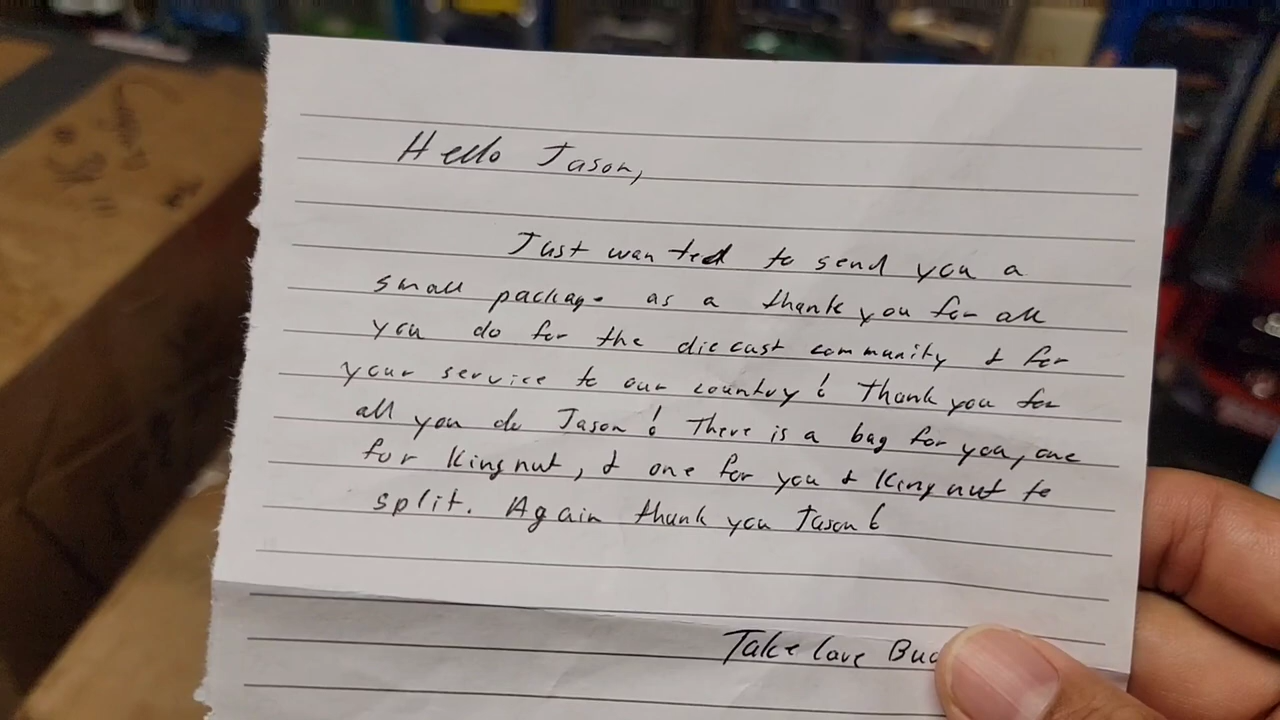 Hello Jason,
Just wanted to send you a
small package as a thank you for all
you do for the diecast community & for
your service to our country! Thank you for
all you do Jason! There is a bag for you, one
for Kingnut, & one for you & Kingnut to
split. Again thank you Jason!
Take Care